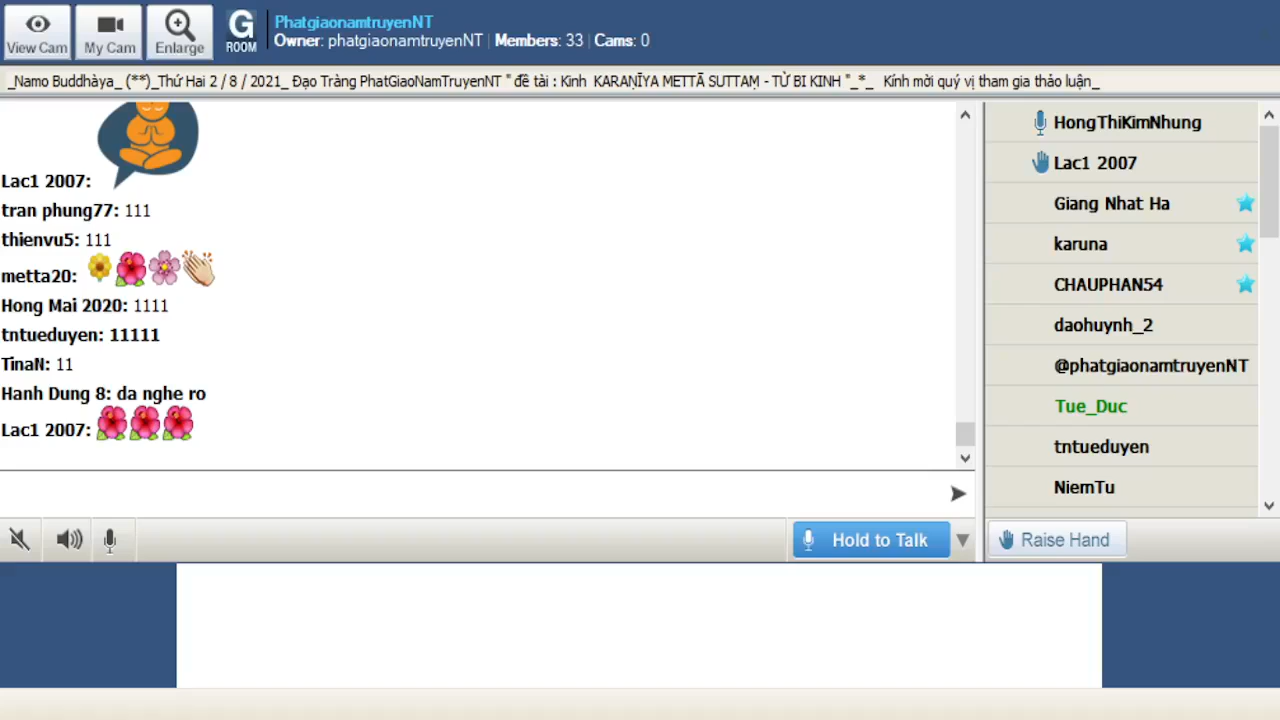 View Cam
My Cam
Enlarge
G
ROOM
PhatgiaonamtruyenNT
Owner: phatgiaonamtruyenNT | Members: 33 | Cams: 0
_Namo Buddhàya_ (**)_Thứ Hai 2 / 8 / 2021_ Đạo Tràng PhatGiaoNamTruyenNT " đề tài : Kinh KARAṆĪYA METTĀ SUTTAṂ - TỪ BI KINH "_*_ Kính mời quý vị tham gia thảo luận_
Lac1 2007:
tran phung77: 111
thienvu5: 111
metta20:
Hong Mai 2020: 1111
tntueduyen: 11111
TinaN: 11
Hanh Dung 8: da nghe ro
Lac1 2007:
HongThiKimNhung
Lac1 2007
Giang Nhat Ha
karuna
CHAUPHAN54
daohuynh_2
@phatgiaonamtruyenNT
Tue_Duc
tntueduyen
NiemTu
Hold to Talk
Raise Hand